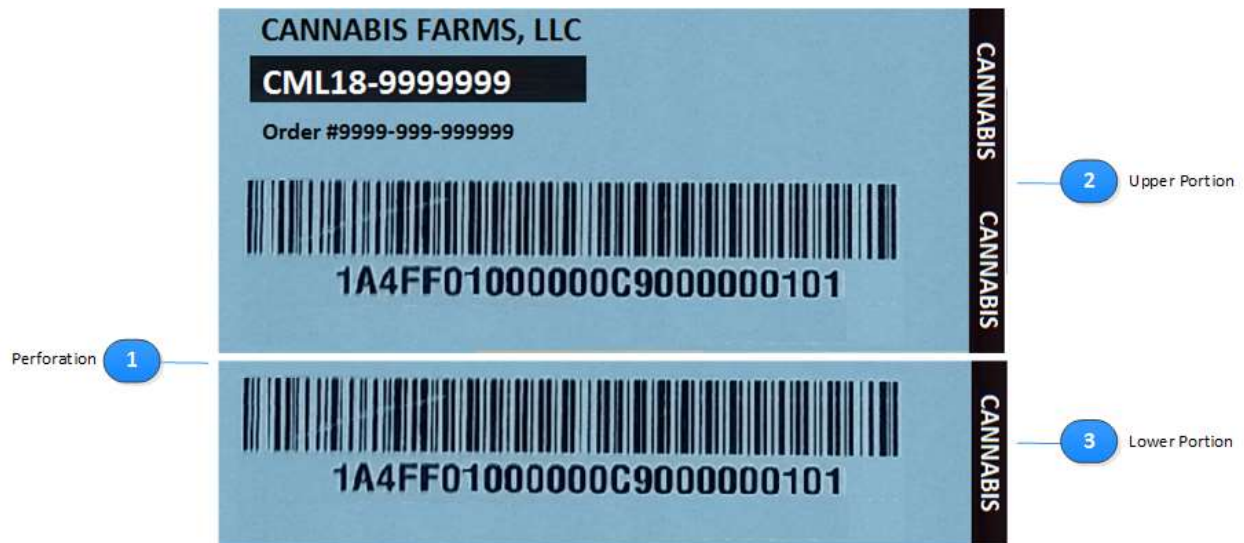 CANNABIS FARMS, LLC
CML18-9999999
Order #9999-999-999999
1A4FF01000000C9000000101
CANNABIS
CANNABIS
2 Upper Portion
Perforation 1
1A4FF01000000C9000000101
CANNABIS
3 Lower Portion